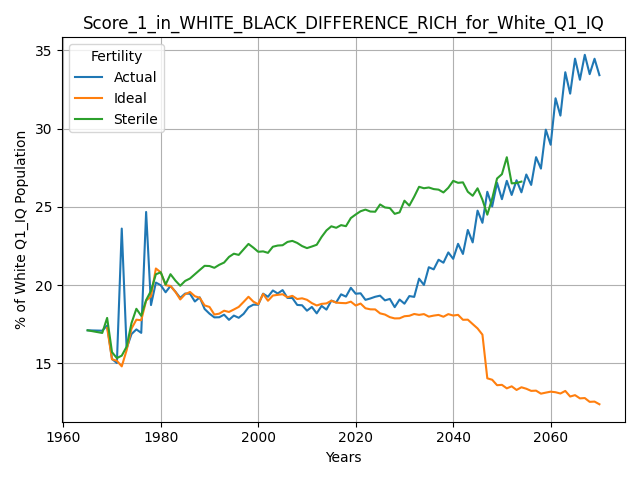 Score_1_in_WHITE_BLACK_DIFFERENCE_RICH_for_White_Q1_IQ
Fertility
Actual
Ideal
Sterile
% of White Q1_IQ Population
35
30
25
20
15
1960
1980
2000
2020
2040
2060
Years